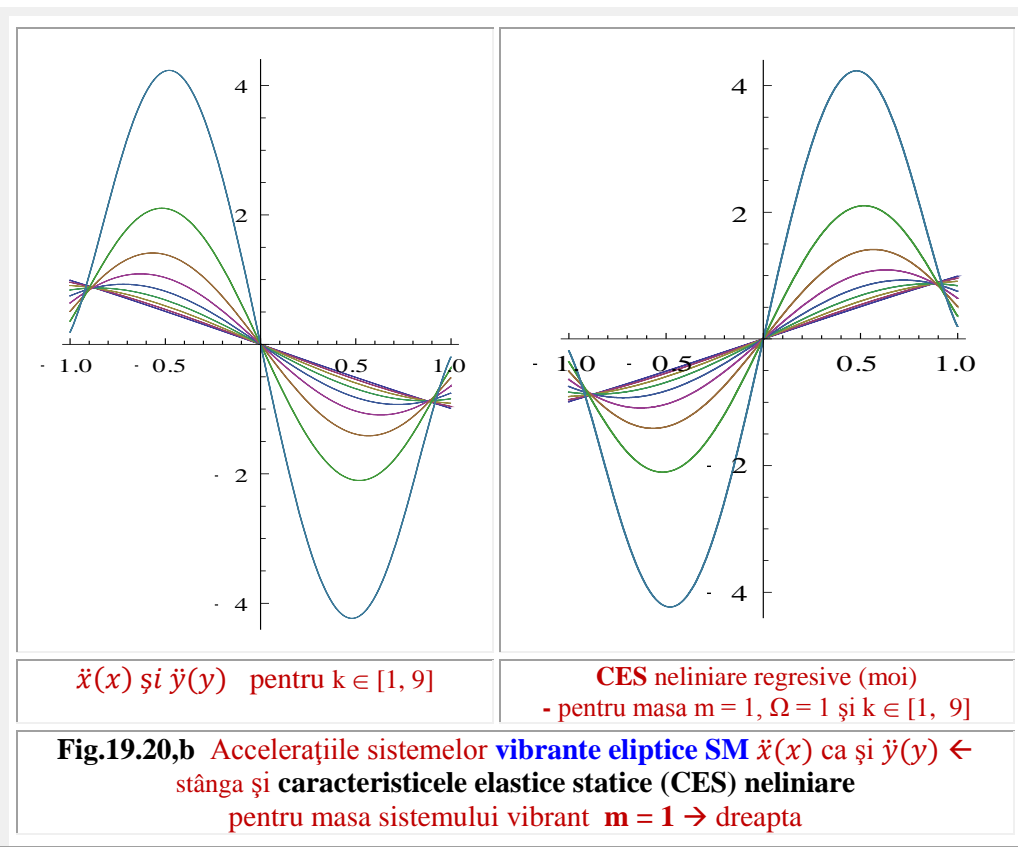 4
2
- 1.0 - 0.5 0.5 1.0
- 2
- 4
4
2
- 1.0 - 0.5 0.5 1.0
- 2
- 4
ẍ(x) şi ÿ(y) pentru k ∈ [1, 9]
CES neliniare regresive (moi)
- pentru masa m = 1, Ω = 1 şi k ∈ [1, 9]
Fig.19.20,b Acceleraţiile sistemelor vibrante eliptice SM ẍ(x) ca şi ÿ(y) ←
stânga şi caracteristicele elastice statice (CES) neliniare
pentru masa sistemului vibrant m = 1 → dreapta